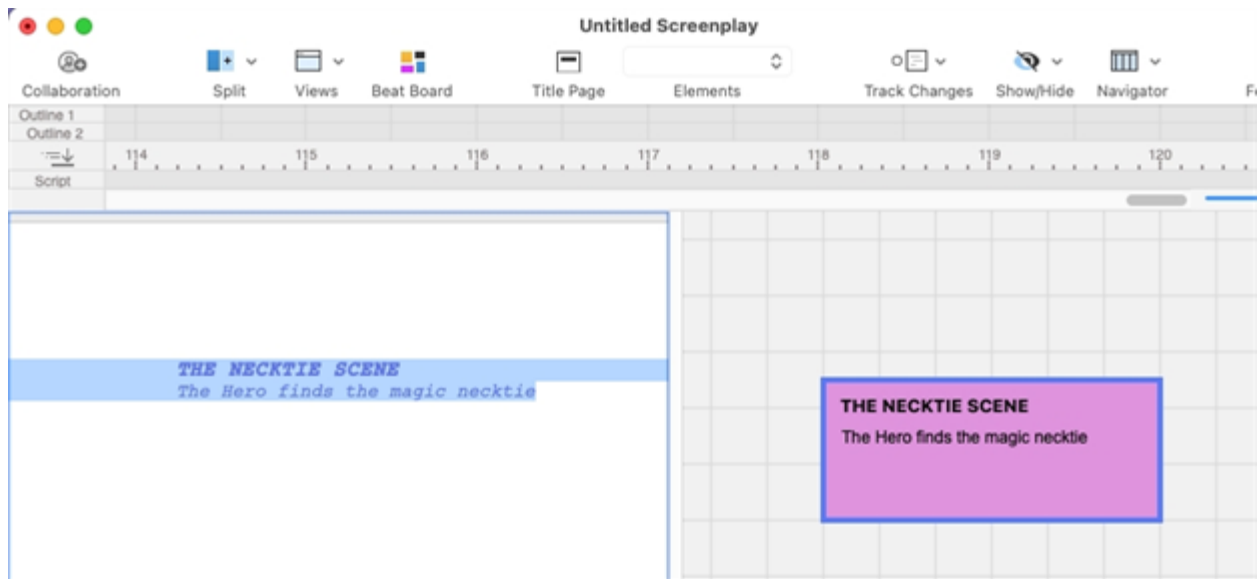 Untitled Screenplay
Collaboration Split Views Beat Board Title Page Elements Track Changes Show/Hide Navigator
Outline 1
Outline 2
114 115 116 117 118 119 120
Script
THE NECKTIE SCENE
The Hero finds the magic necktie
THE NECKTIE SCENE
The Hero finds the magic necktie